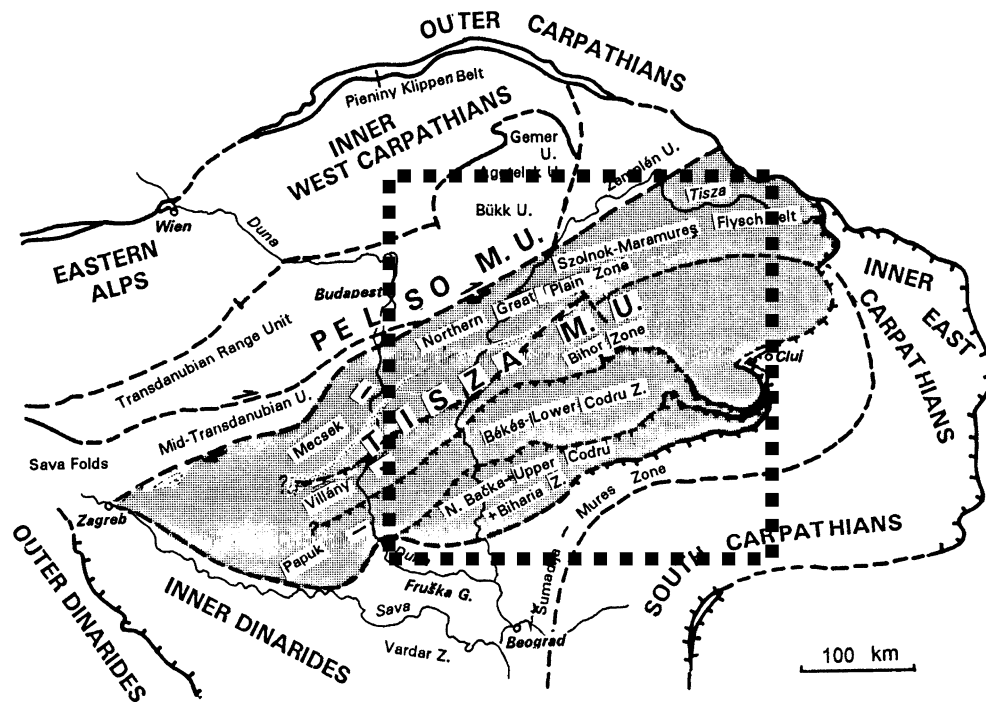 OUTER CARPATHIANS
Pieniny Klippen Belt
INNER
WEST CARPATHIANS
Gemer
U.
Zemplén U.
Tisza
Bükk U.
Flysch Belt
Szolnok-Maramureș
Wien
Duna
EASTERN
ALPS
INNER
EAST
CARPATHIANS
Budapest
PELSO M.U.
Northern Great Plain Zone
TISZA M.U.
Bihor Zone
Cluj
Transdanubian Range Unit
Mid-Transdanubian U.
Mecsek
Békés-Lower Codru Z.
Sava Folds
Villány
N. Bačka-Upper Codru
+ Biharia Z.
Mures Zone
Zagreb
?
?
Papuk
SOUTH CARPATHIANS
OUTER DINARIDES
INNER DINARIDES
Fruška G.
Sava
Šumadija
Beograd
Vardar Z.
100 km